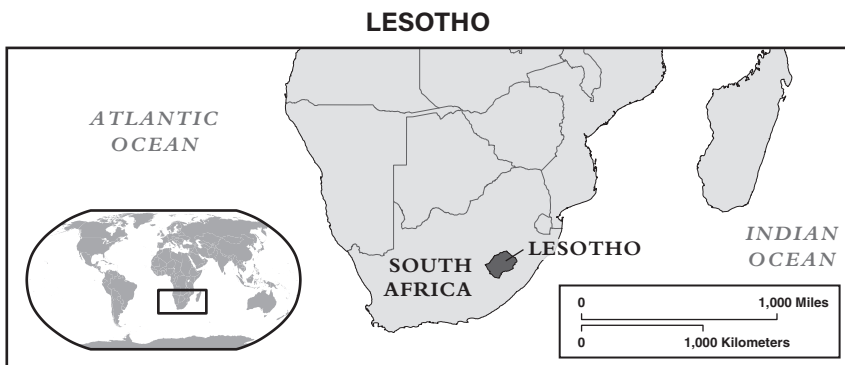 LESOTHO
ATLANTIC
OCEAN
LESOTHO
SOUTH
AFRICA
INDIAN
OCEAN
0 1,000 Miles
0 1,000 Kilometers